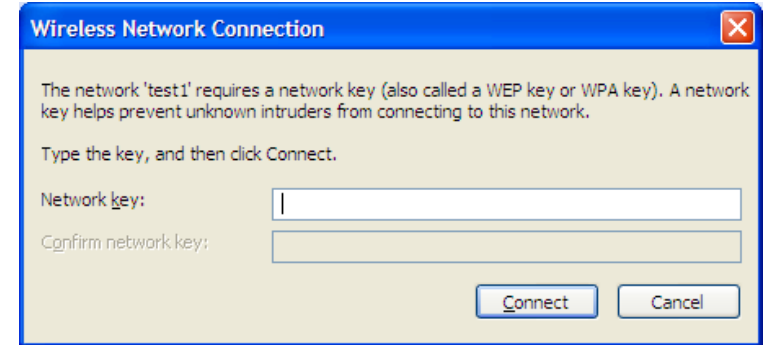 Wireless Network Connection
The network 'test1' requires a network key (also called a WEP key or WPA key). A network
key helps prevent unknown intruders from connecting to this network.
Type the key, and then click Connect.
Network key:
Confirm network key:
Connect Cancel